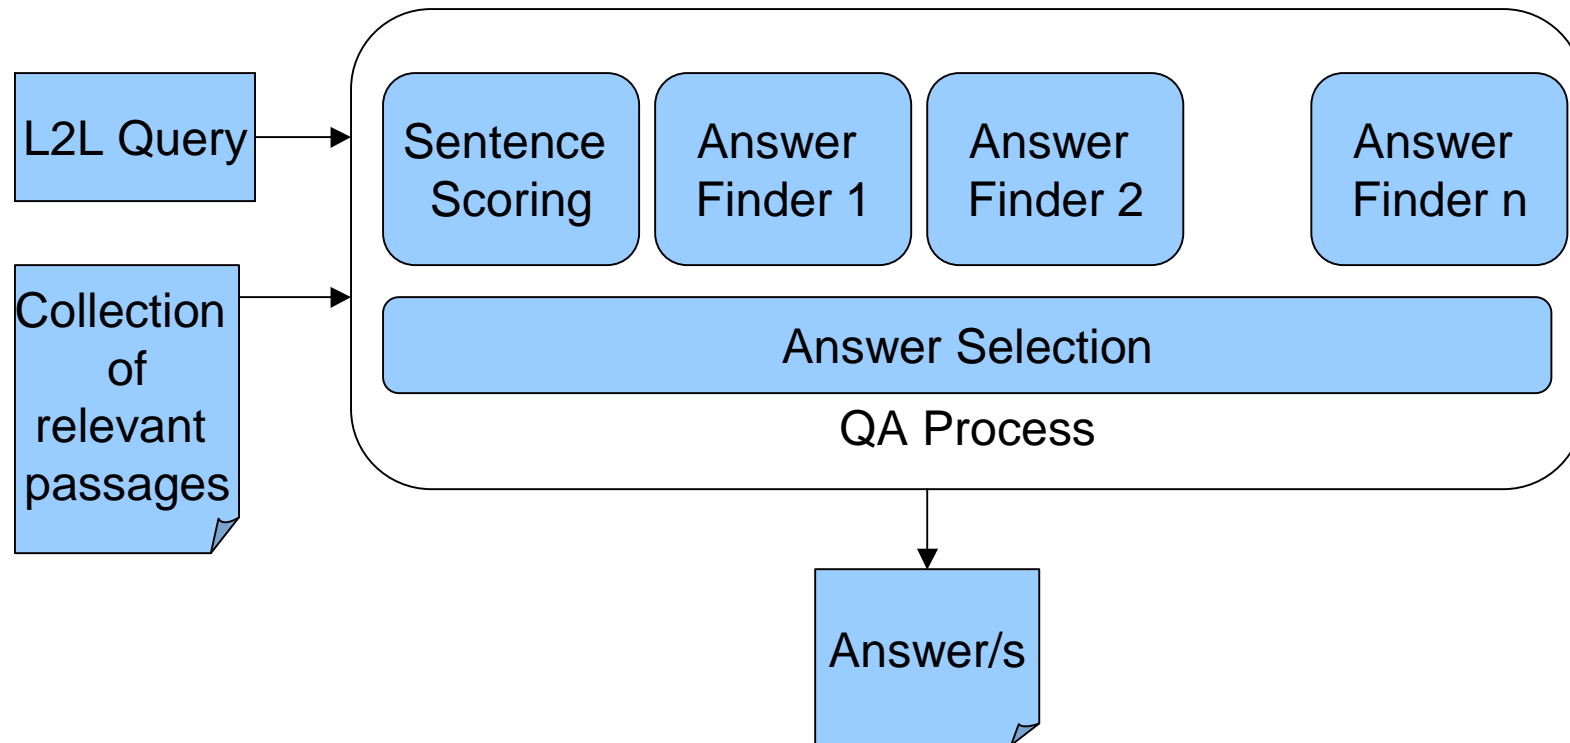 L2L Query
Sentence
Scoring
Answer
Finder 1
Answer
Finder 2
Answer
Finder n
Collection
of
relevant
passages
Answer Selection
QA Process
Answer/s